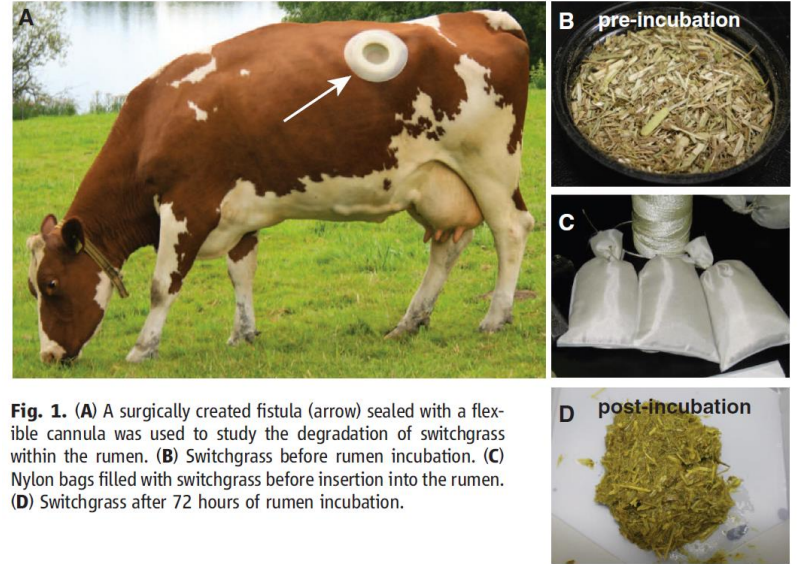 A
B pre-incubation
C
D post-incubation
Fig. 1. (A) A surgically created fistula (arrow) sealed with a flex-
ible cannula was used to study the degradation of switchgrass
within the rumen. (B) Switchgrass before rumen incubation. (C)
Nylon bags filled with switchgrass before insertion into the rumen.
(D) Switchgrass after 72 hours of rumen incubation.